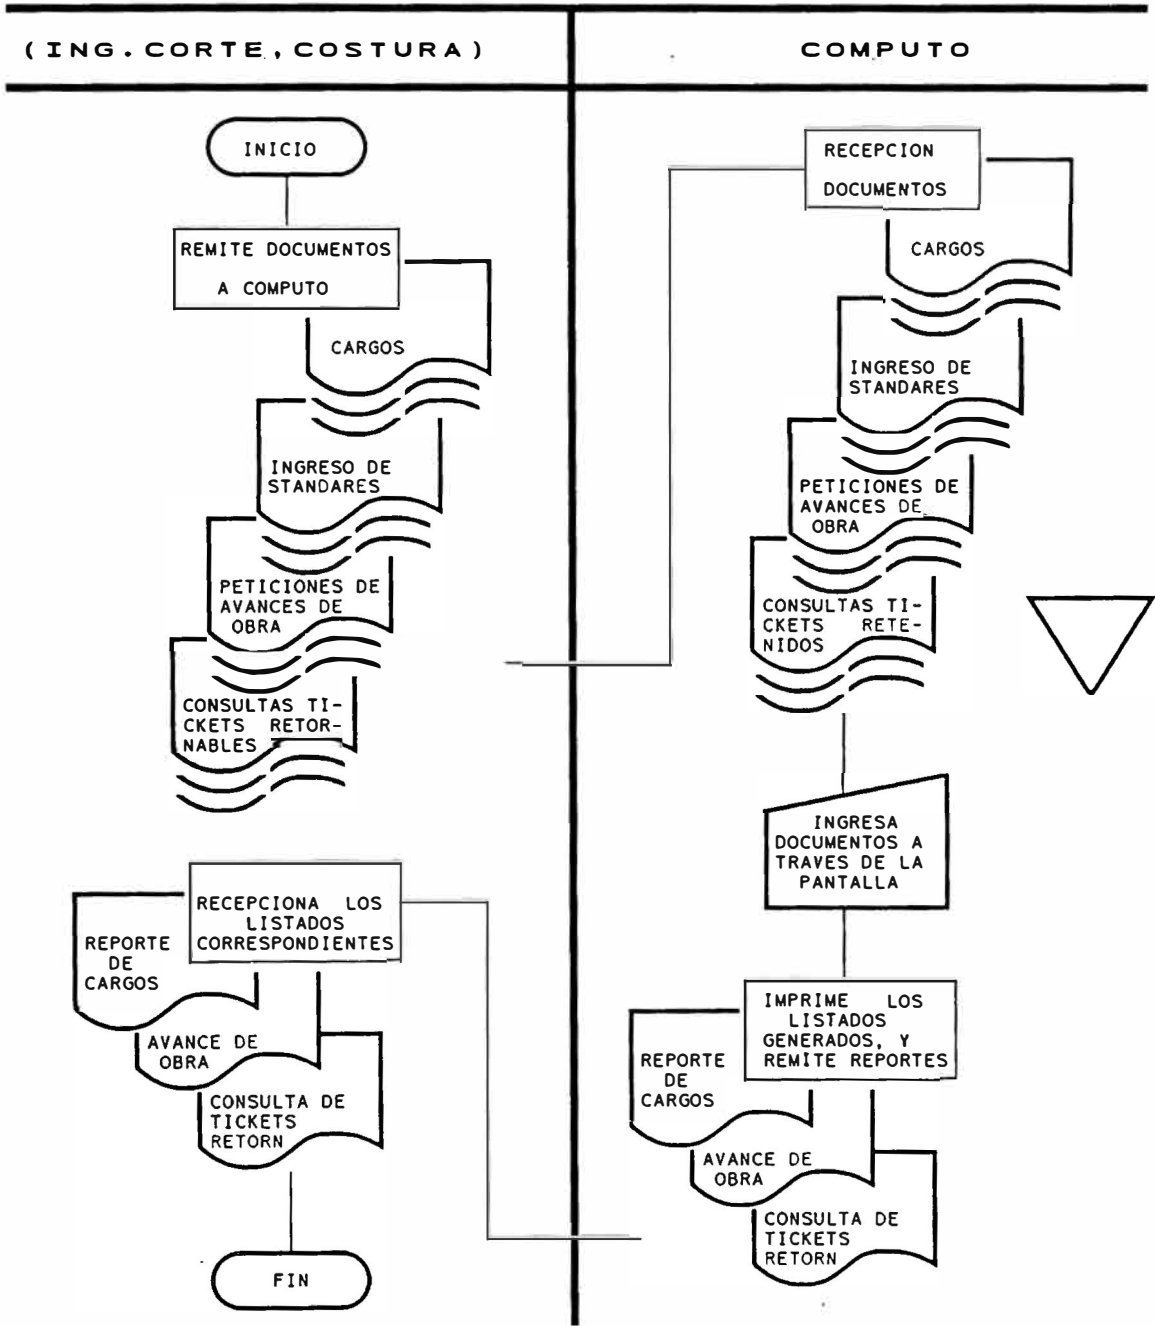 (ING.CORTE,COSTURA)
COMPUTO
INICIO
REMITE DOCUMENTOS
A COMPUTO
CARGOS
INGRESO DE
STANDARES
PETICIONES DE
AVANCES DE
OBRA
CONSULTAS TI-
CKETS RETOR-
NABLES
RECEPCIONA LOS
LISTADOS
CORRESPONDIENTES
REPORTE
DE
CARGOS
AVANCE DE
OBRA
CONSULTA DE
TICKETS
RETORN
FIN
RECEPCION
DOCUMENTOS
CARGOS
INGRESO DE
STANDARES
PETICIONES DE
AVANCES DE
OBRA
CONSULTAS TI-
CKETS RETE-
NIDOS
INGRESA
DOCUMENTOS A
TRAVES DE LA
PANTALLA
IMPRIME LOS
LISTADOS
GENERADOS, Y
REMITE REPORTES
REPORTE
DE
CARGOS
AVANCE DE
OBRA
CONSULTA DE
TICKETS
RETORN